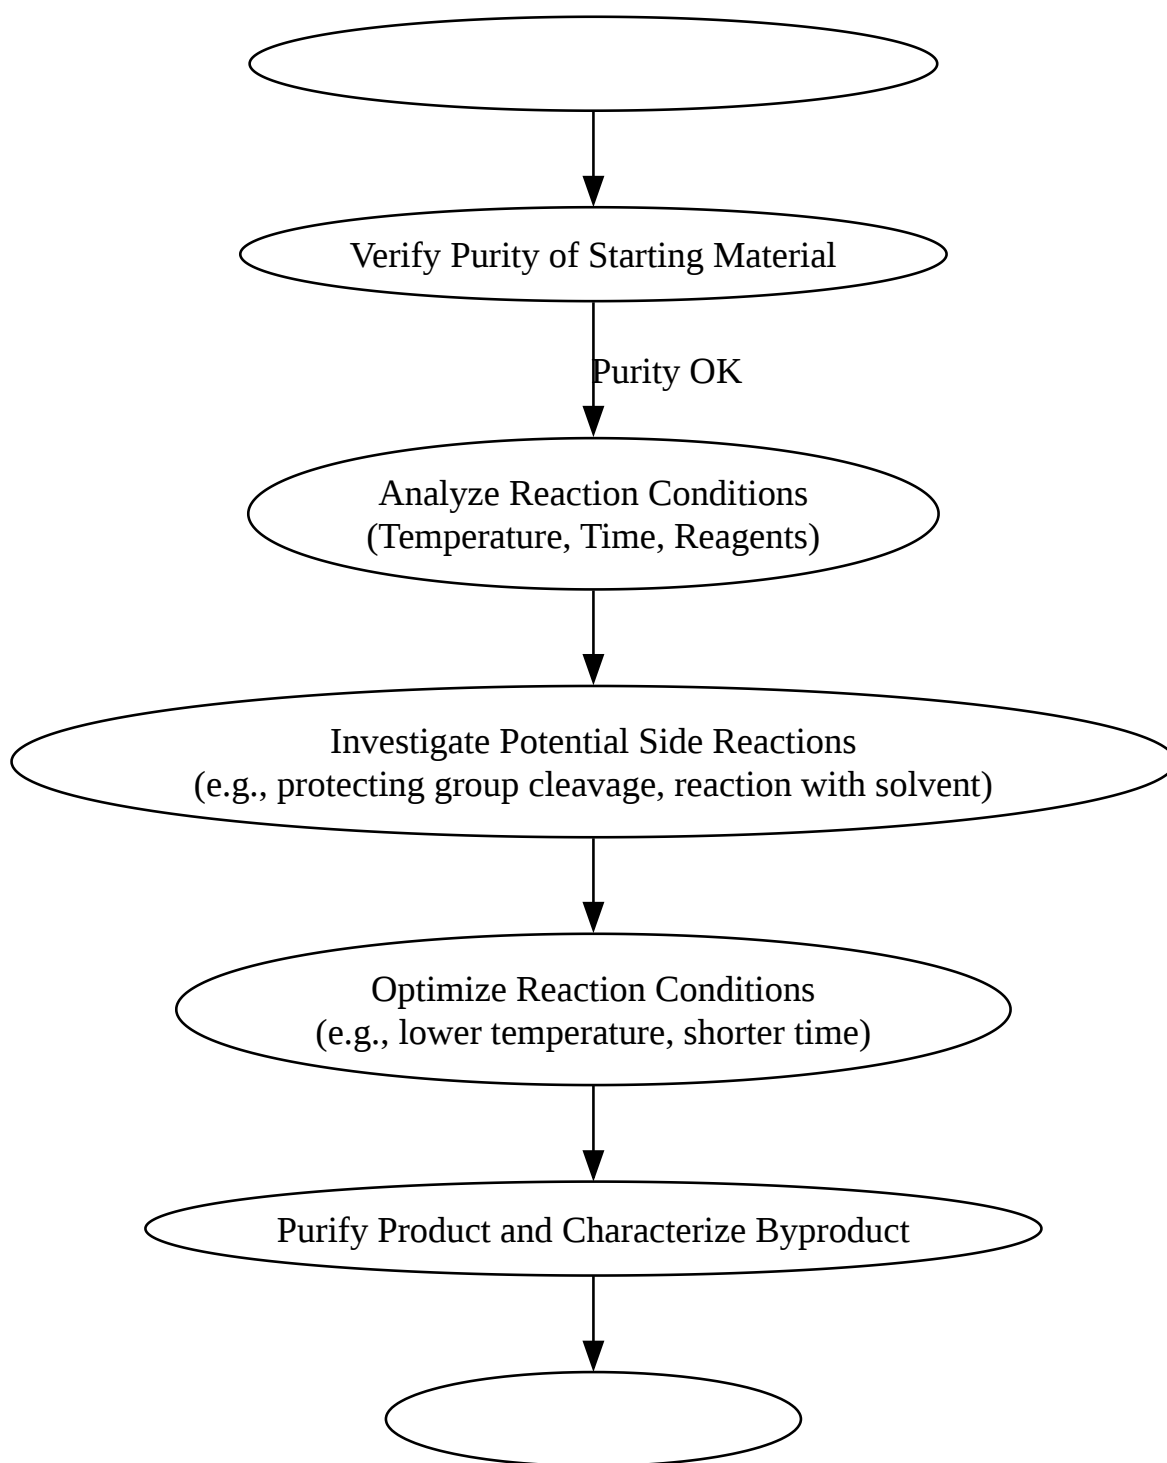 Verify Purity of Starting Material
Purity OK
Analyze Reaction Conditions
(Temperature, Time, Reagents)
Investigate Potential Side Reactions
(e.g., protecting group cleavage, reaction with solvent)
Optimize Reaction Conditions
(e.g., lower temperature, shorter time)
Purify Product and Characterize Byproduct